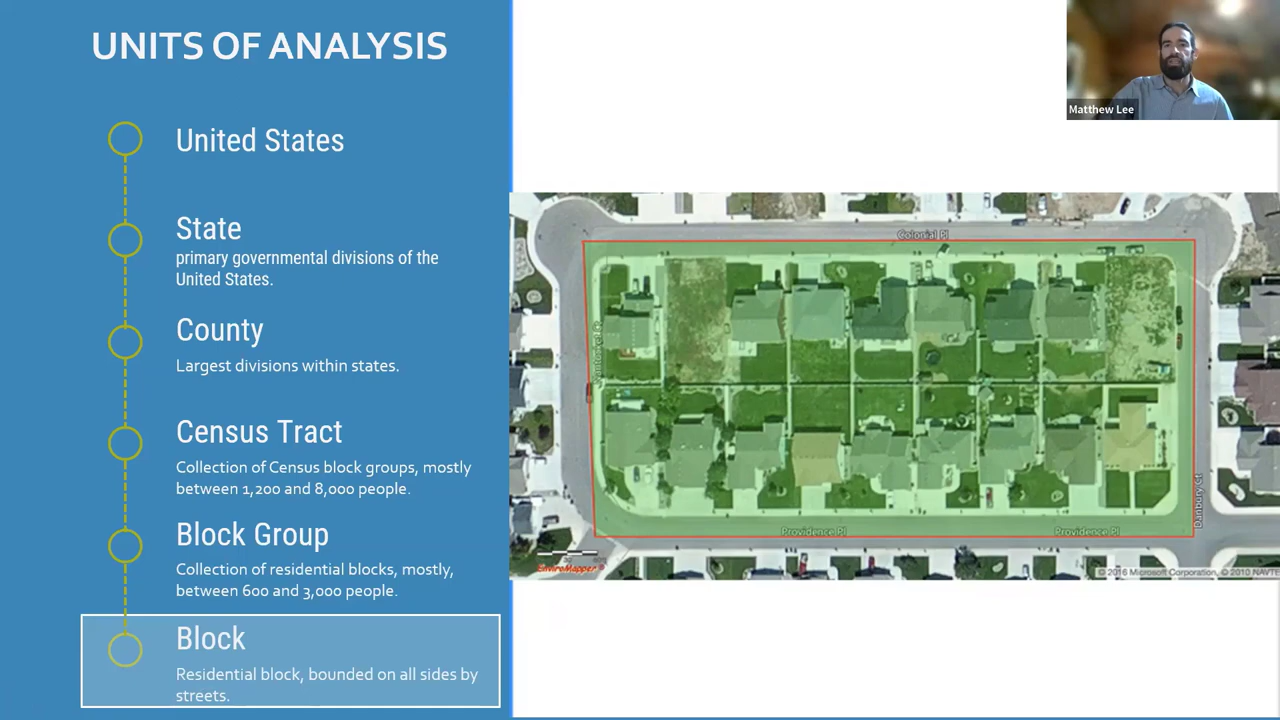 UNITS OF ANALYSIS
United States
State
primary governmental divisions of the
United States.
County
Largest divisions within states.
Census Tract
Collection of Census block groups, mostly
between 1,200 and 8,000 people.
Block Group
Collection of residential blocks, mostly,
between 600 and 3,000 people.
Block
Residential block, bounded on all sides by
streets.
Matthew Lee
Colonial Pl
Danbury Ct
Providence Pl
Providence Pl
EnviroMapper
© 2016 Microsoft Corporation, © 2010 NAVTE